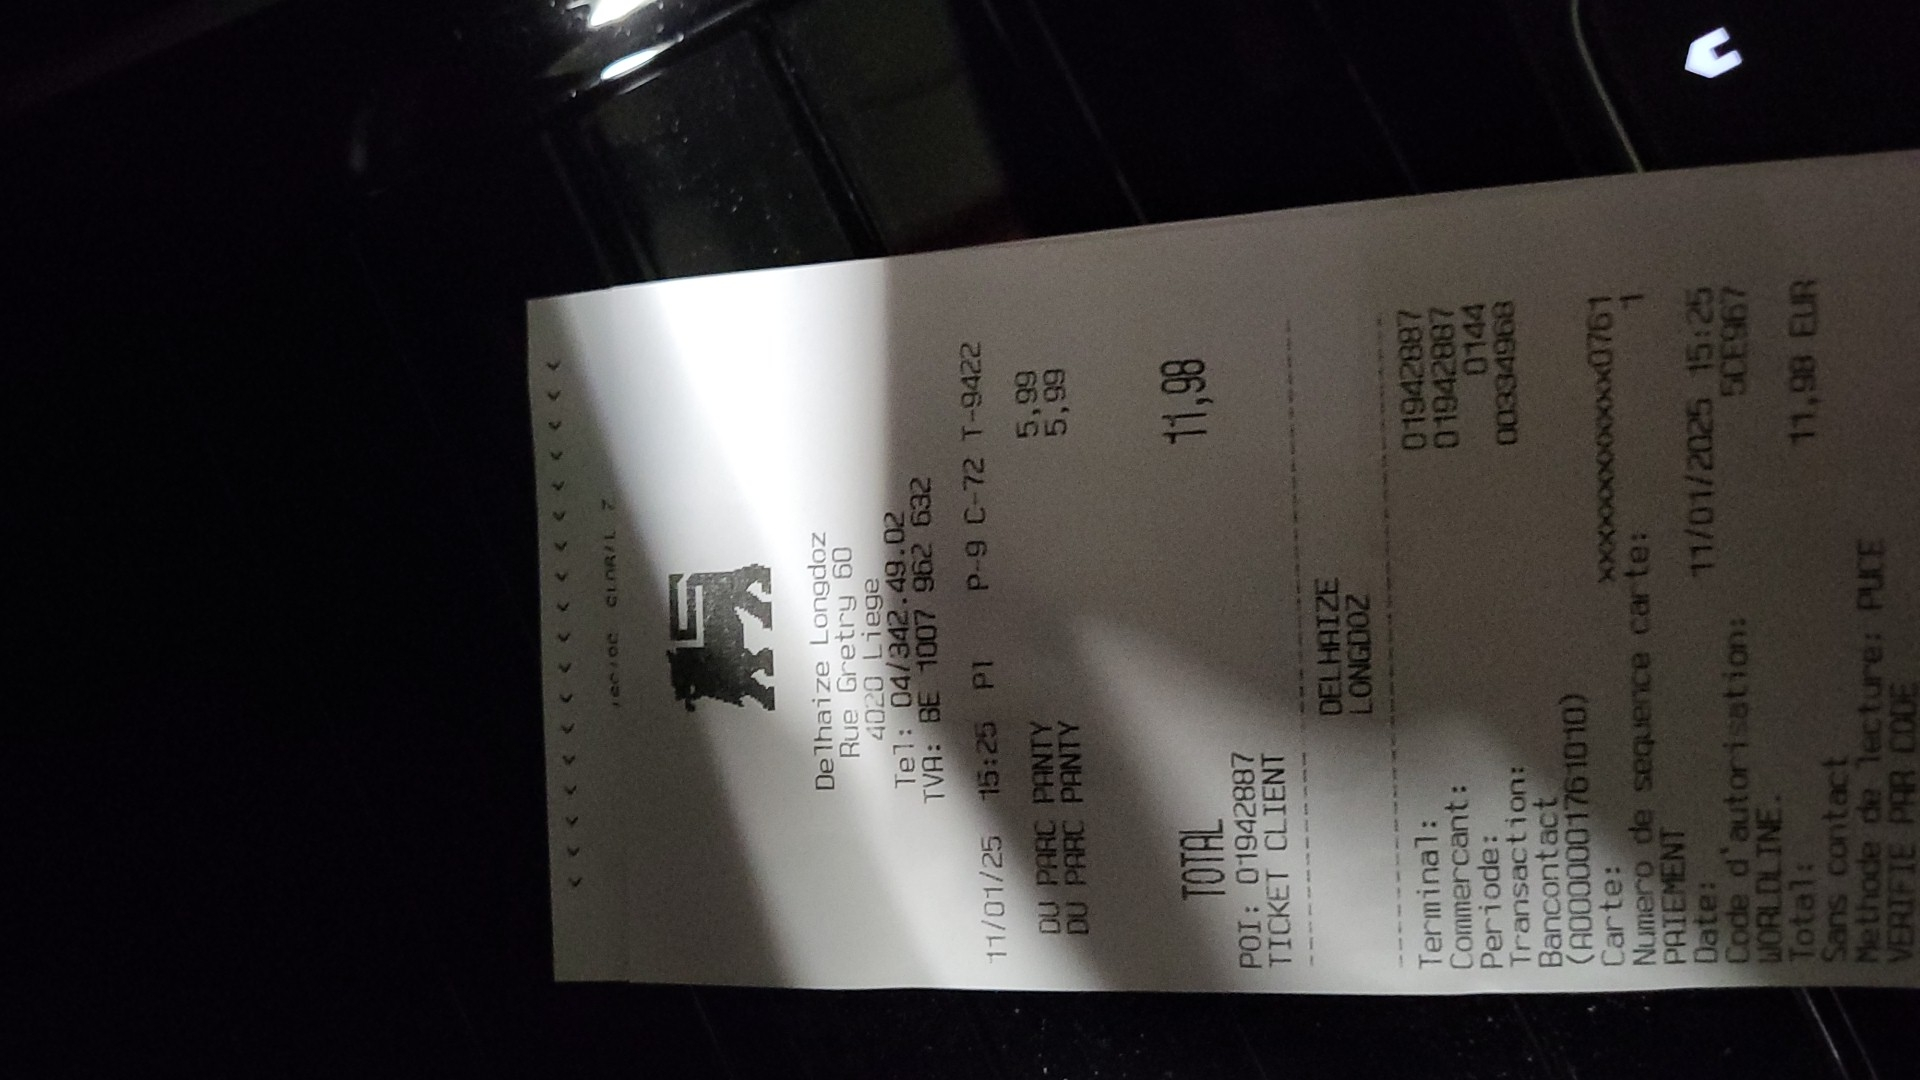 < < < < < < < < < < < < < < < < < <
Delhaize Longdoz
Rue Gretry 60
4020 Liege
Tel: 04/342.49.02
TVA: BE 1007 962 632
11/01/25 15:25 P1 P-9 C-72 T-9422
DU PARC PANTY 5,99
DU PARC PANTY 5,99
TOTAL 11,98
POI: 01942887
TICKET CLIENT
DELHAIZE
LONGDOZ
Terminal: 01942887
Commercant: 01942887
Periode: 0144
Transaction: 00334968
Bancontact
(A0000001761010)
Carte: xxxxxxxxxxxxx0761
Numero de sequence carte: 1
PAIEMENT
Date: 11/01/2025 15:25
Code d'autorisation: 5CE967
WORLDLINE.
Total: 11,98 EUR
Sans contact
Methode de lecture: PUCE
VERIFIE PAR CODE